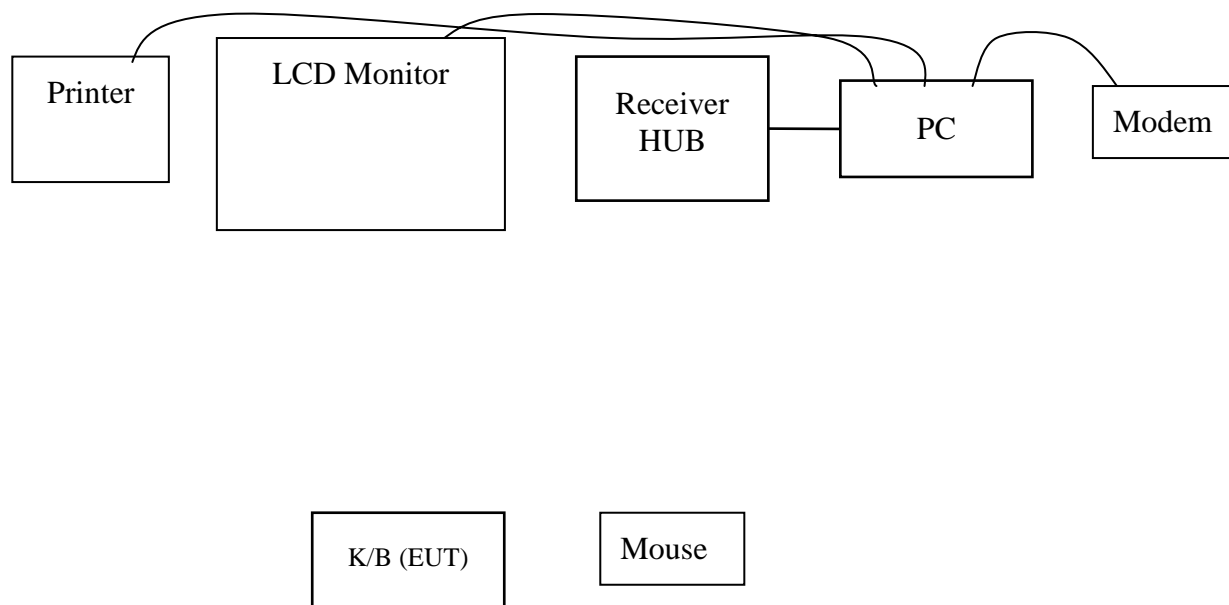 Printer
LCD Monitor
Receiver
HUB
PC
Modem
K/B (EUT)
Mouse